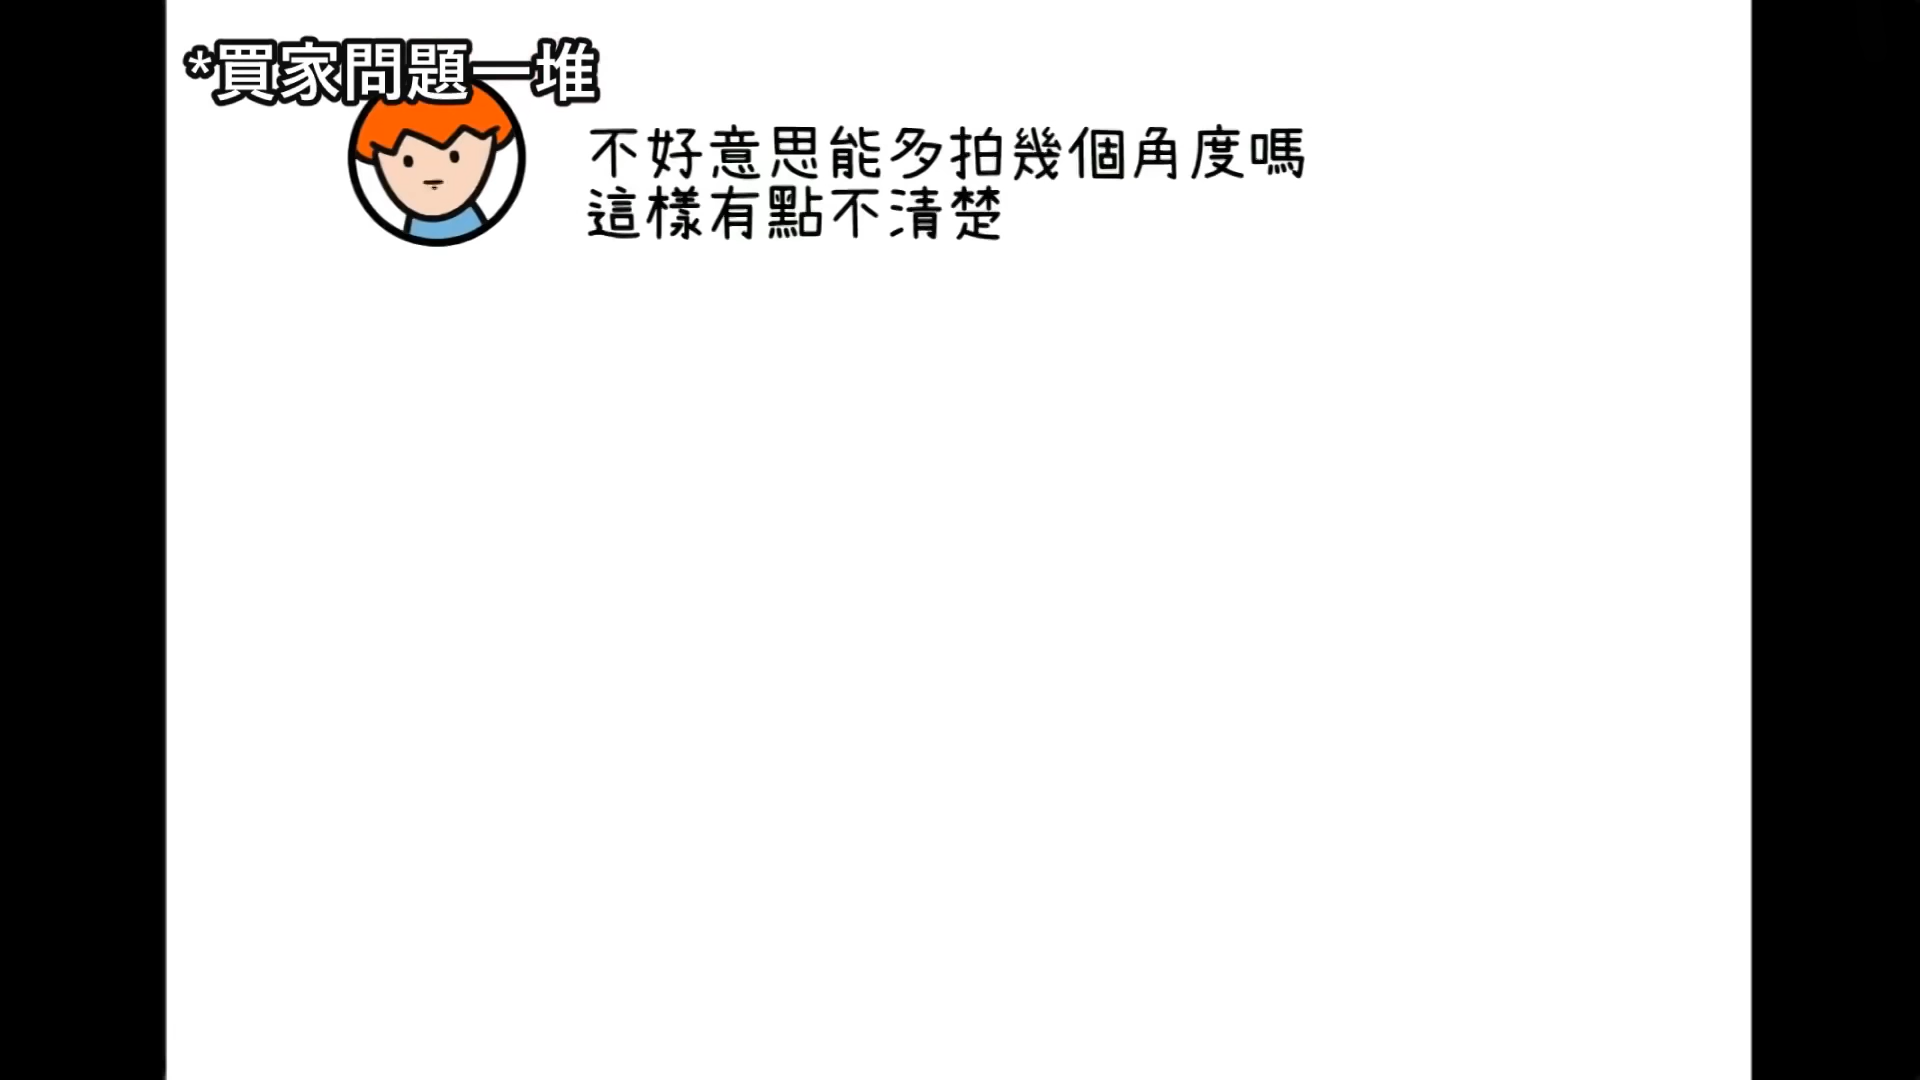 *買家問題一堆
不好意思能多拍幾個角度嗎
這樣有點不清楚